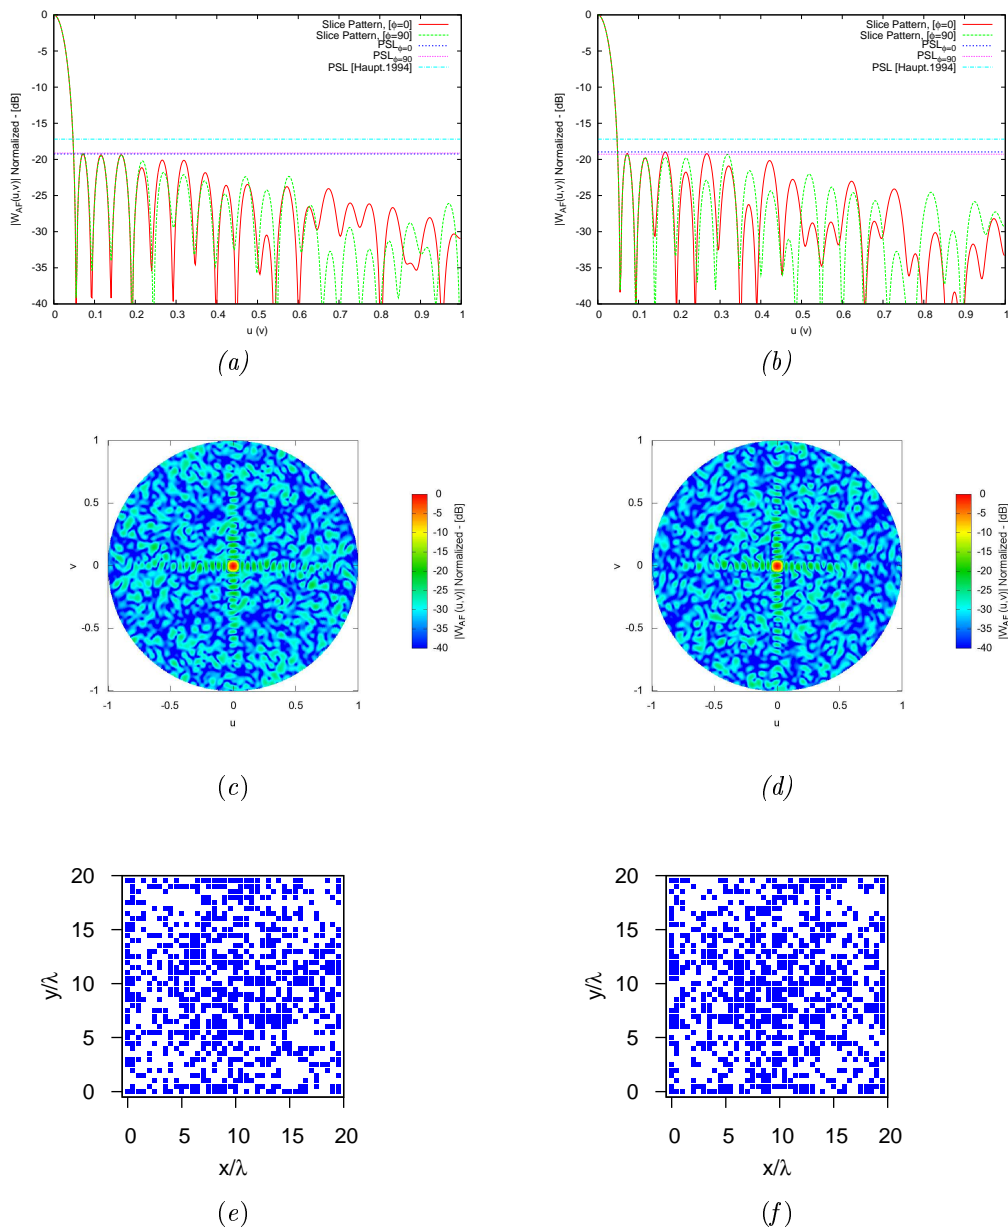 Slice Pattern, [ϕ=0]
Slice Pattern, [ϕ=90]
PSLϕ=0
PSLϕ=90
PSL [Haupt.1994]
0
-5
-10
-15
-20
-25
-30
-35
-40
|WAF(u,v)| Normalized - [dB]
0 0.1 0.2 0.3 0.4 0.5 0.6 0.7 0.8 0.9 1
u (v)
(a)
Slice Pattern, [ϕ=0]
Slice Pattern, [ϕ=90]
PSLϕ=0
PSLϕ=90
PSL [Haupt.1994]
0
-5
-10
-15
-20
-25
-30
-35
-40
|WAF(u,v)| Normalized - [dB]
0 0.1 0.2 0.3 0.4 0.5 0.6 0.7 0.8 0.9 1
u (v)
(b)
1
0.5
0
-0.5
-1
v
-1 -0.5 0 0.5 1
u
0
-5
-10
-15
-20
-25
-30
-35
-40
|WAF(u,v)| Normalized - [dB]
(c)
1
0.5
0
-0.5
-1
v
-1 -0.5 0 0.5 1
u
0
-5
-10
-15
-20
-25
-30
-35
-40
|WAF(u,v)| Normalized - [dB]
(d)
20
15
10
5
0
y/λ
0 5 10 15 20
x/λ
(e)
20
15
10
5
0
y/λ
0 5 10 15 20
x/λ
(f)